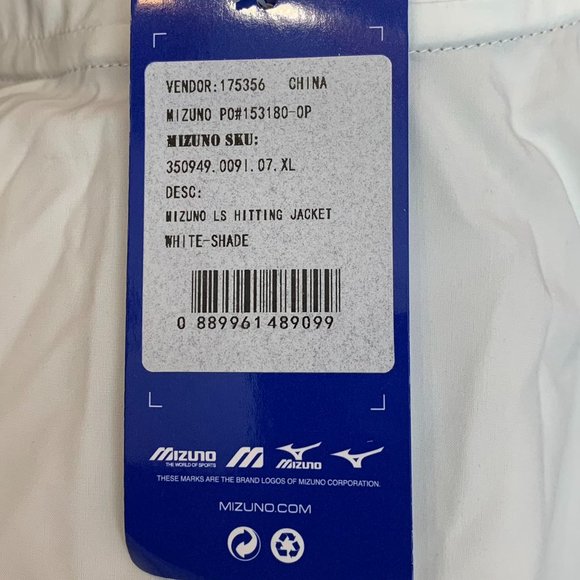 VENDOR:175356 CHINA
MIZUNO PO#153180-OP
MIZUNO SKU:
350949.009I.07.XL
DESC:
MIZUNO LS HITTING JACKET
WHITE-SHADE
0 889961 489099
MIZUNO
THE WORLD OF SPORTS
MIZUNO
THESE MARKS ARE THE BRAND LOGOS OF MIZUNO CORPORATION.
MIZUNO.COM